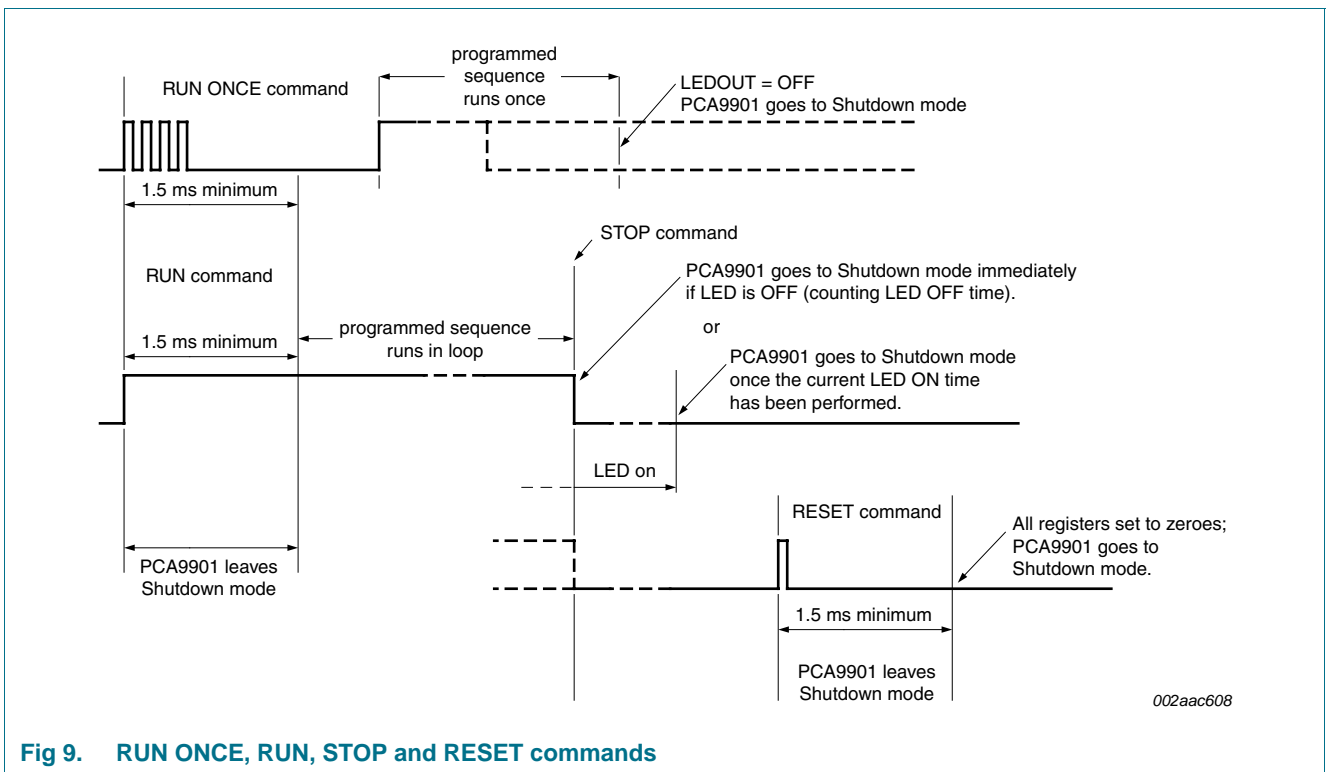 programmed
sequence
runs once
RUN ONCE command
LEDOUT = OFF
PCA9901 goes to Shutdown mode
1.5 ms minimum
STOP command
RUN command
PCA9901 goes to Shutdown mode immediately
if LED is OFF (counting LED OFF time).
or
1.5 ms minimum
programmed sequence
runs in loop
PCA9901 goes to Shutdown mode
once the current LED ON time
has been performed.
LED on
RESET command
All registers set to zeroes;
PCA9901 goes to
Shutdown mode.
PCA9901 leaves
Shutdown mode
1.5 ms minimum
PCA9901 leaves
Shutdown mode
002aac608
Fig 9. RUN ONCE, RUN, STOP and RESET commands